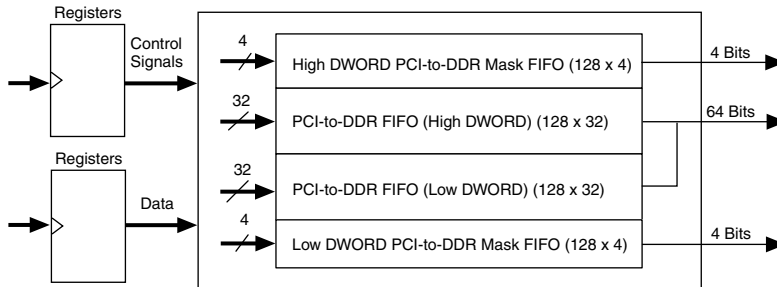 Registers
Control
Signals
4
High DWORD PCI-to-DDR Mask FIFO (128 x 4)
4 Bits
32
PCI-to-DDR FIFO (High DWORD) (128 x 32)
64 Bits
Registers
Data
32
PCI-to-DDR FIFO (Low DWORD) (128 x 32)
4
Low DWORD PCI-to-DDR Mask FIFO (128 x 4)
4 Bits